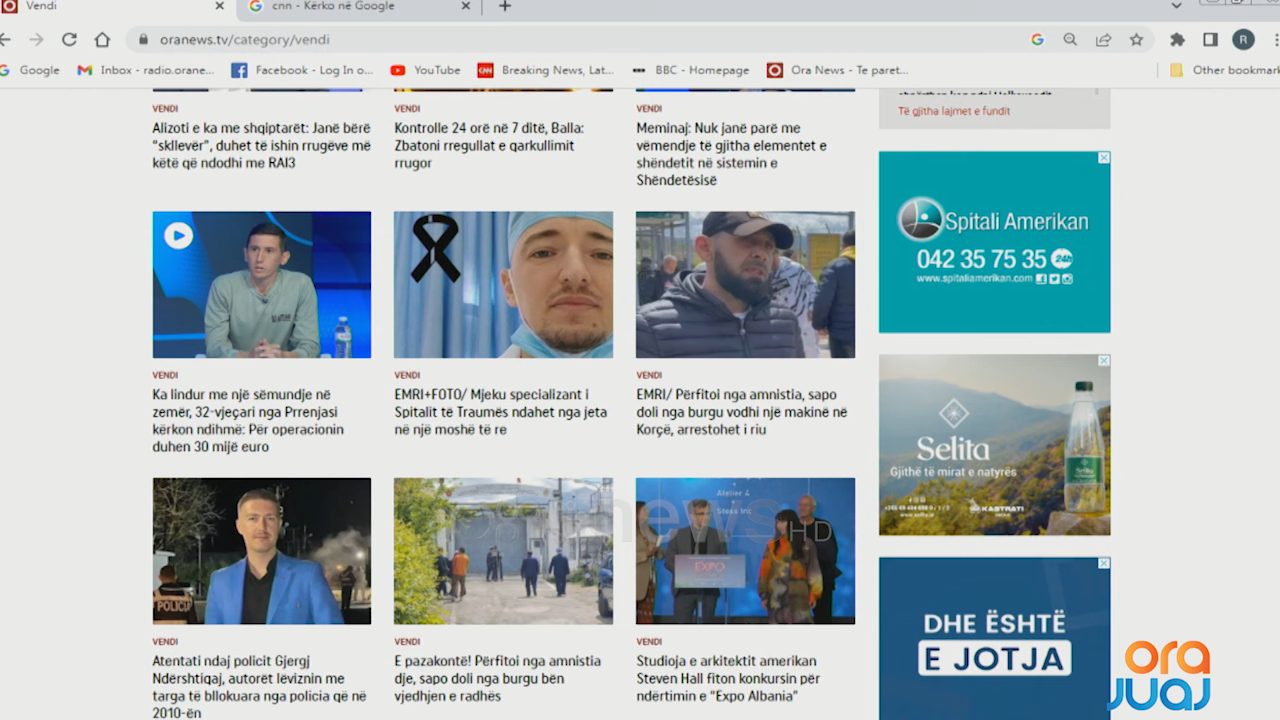 Vendi
cnn - Kërko në Google
oranews.tv/category/vendi
R
Google
Inbox - radio.orane...
Facebook - Log In o...
YouTube
Breaking News, Lat...
BBC - Homepage
Ora News - Te paret...
Other bookmark
VENDI
Alizoti e ka me shqiptarët: Janë bërë
"skllevër", duhet të ishin rrugëve më
këtë që ndodhi me RAI3
VENDI
Kontrolle 24 orë në 7 ditë, Balla:
Zbatoni rregullat e qarkullimit
rrugor
VENDI
Meminaj: Nuk janë parë me
vëmendje të gjitha elementet e
shëndetit në sistemin e
Shëndetësisë
Të gjitha lajmet e fundit
Spitali Amerikan
042 35 75 35 24h
www.spitaliamerikan.com
VENDI
Ka lindur me një sëmundje në
zemër, 32-vjeçari nga Prrenjasi
kërkon ndihmë: Për operacionin
duhen 30 mijë euro
VENDI
EMRI+FOTO/ Mjeku specializant i
Spitalit të Traumës ndahet nga jeta
në një moshë të re
VENDI
EMRI/ Përfitoi nga amnistia, sapo
doli nga burgu vodhi një makinë në
Korçë, arrestohet i riu
Selita
Gjithë të mirat e natyrës
KASTRATI
Selita
POLICIA
Atelier 4
EXPO
news HD
VENDI
Atentati ndaj policit Gjergj
Ndërshtiqaj, autorët lëviznin me
targa të bllokuara nga policia që në
2010-ën
VENDI
E pazakontë! Përfitoi nga amnistia
dje, sapo doli nga burgu bën
vjedhjen e radhës
VENDI
Studioja e arkitektit amerikan
Steven Hall fiton konkursin për
ndërtimin e "Expo Albania"
DHE ËSHTË
E JOTJA
ora
JUAJ